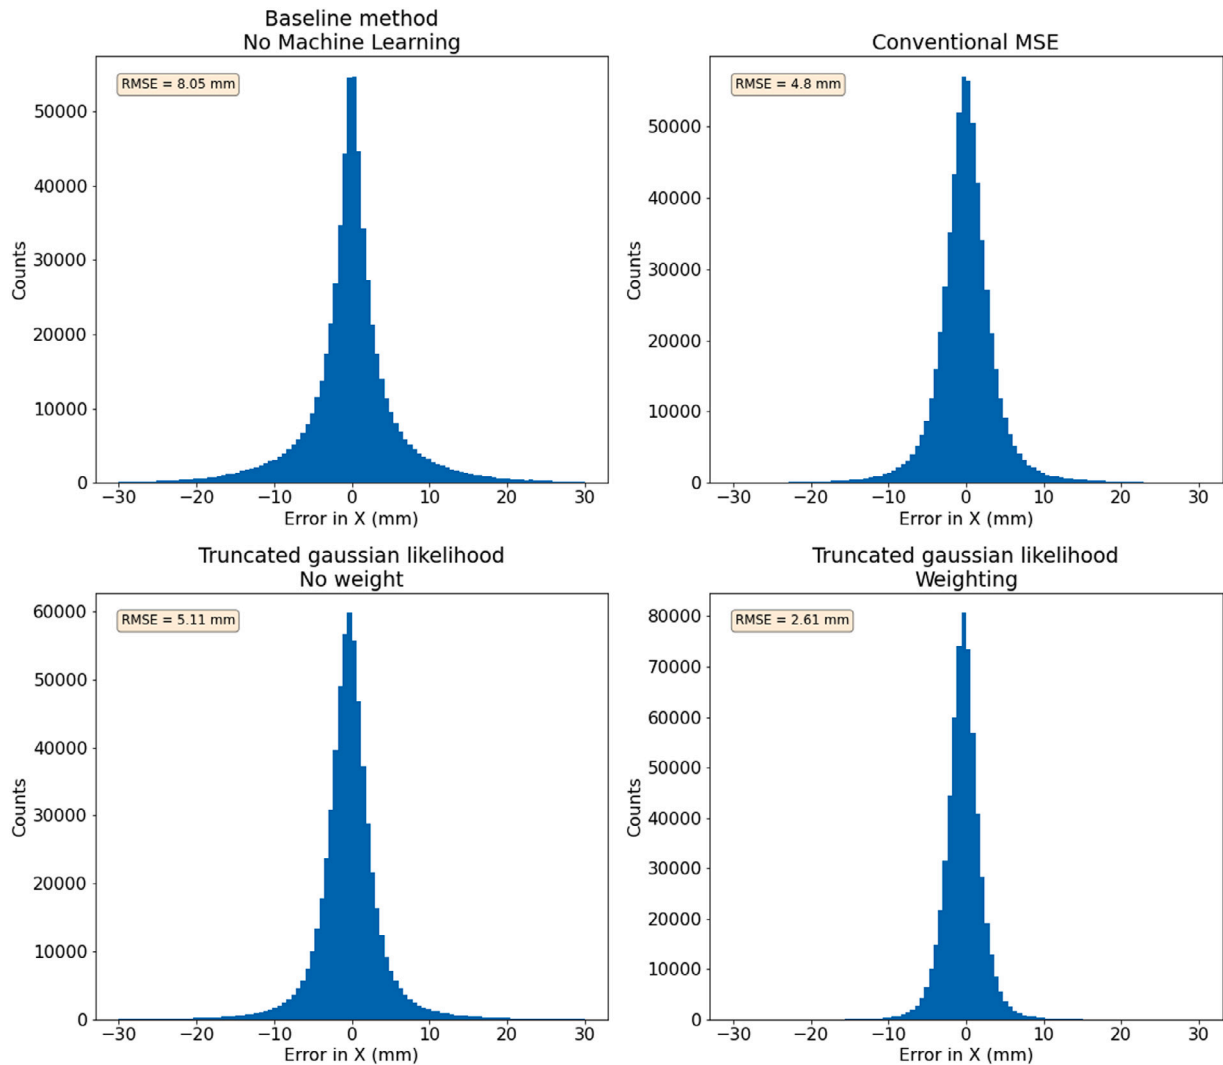 Baseline method
No Machine Learning
RMSE = 8.05 mm
50000
40000
30000
20000
10000
0
Counts
−30
−20
−10
0
10
20
30
Error in X (mm)
Conventional MSE
RMSE = 4.8 mm
50000
40000
30000
20000
10000
0
Counts
−30
−20
−10
0
10
20
30
Error in X (mm)
Truncated gaussian likelihood
No weight
RMSE = 5.11 mm
60000
50000
40000
30000
20000
10000
0
Counts
−30
−20
−10
0
10
20
30
Error in X (mm)
Truncated gaussian likelihood
Weighting
RMSE = 2.61 mm
80000
70000
60000
50000
40000
30000
20000
10000
0
Counts
−30
−20
−10
0
10
20
30
Error in X (mm)